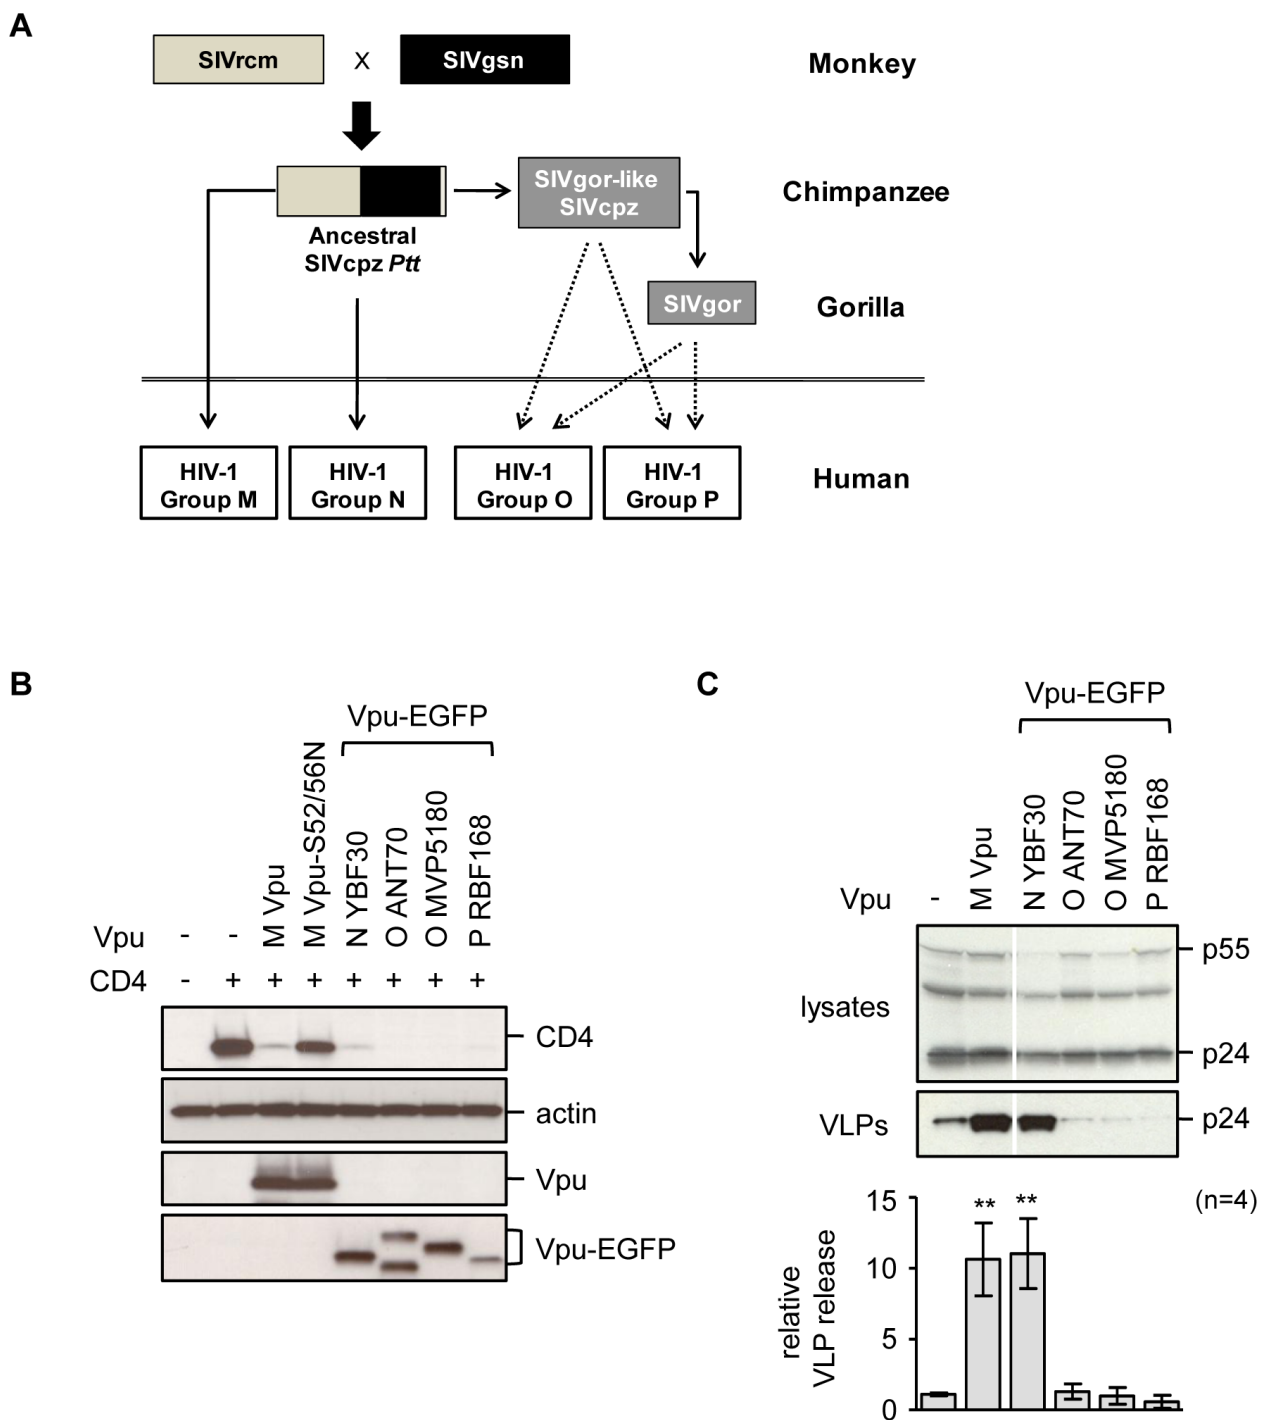 A
SIVrcm X SIVgsn Monkey
SIVgor-like
SIVcpz
Chimpanzee
Ancestral
SIVcpz Ptt
SIVgor Gorilla
HIV-1
Group M
HIV-1
Group N
HIV-1
Group O
HIV-1
Group P
Human
B
Vpu-EGFP
Vpu - - M Vpu M Vpu-S52/56N N YBF30 O ANT70 O MVP5180 P RBF168
CD4 - + + + + + + +
CD4
actin
Vpu
Vpu-EGFP
C
Vpu-EGFP
Vpu - M Vpu N YBF30 O ANT70 O MVP5180 P RBF168
lysates
p55
p24
VLPs
p24
relative
VLP release
15
10
5
0
** **
(n=4)